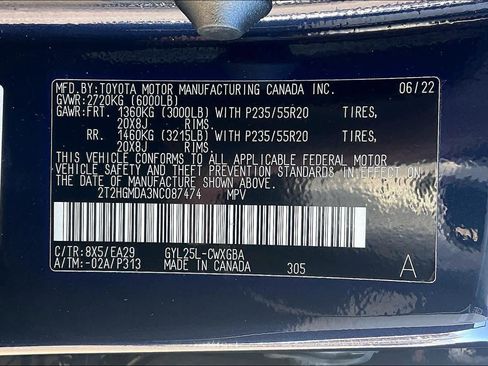 MFD.BY: TOYOTA MOTOR MANUFACTURING CANADA INC. 06/22
GVWR: 2720KG (6000LB)
GAWR: FRT. 1360KG (3000LB) WITH P235/55R20 TIRES,
20X8J RIMS.
RR. 1460KG (3215LB) WITH P235/55R20 TIRES,
20X8J RIMS.
THIS VEHICLE CONFORMS TO ALL APPLICABLE FEDERAL MOTOR
VEHICLE SAFETY AND THEFT PREVENTION STANDARDS IN EFFECT ON
THE DATE OF MANUFACTURE SHOWN ABOVE.
2T2HGMDA3NC087474 MPV
C/TR: 8X5/EA29 GYL25L-CWXGBA
A/TM: -02A/P313 MADE IN CANADA 305 A